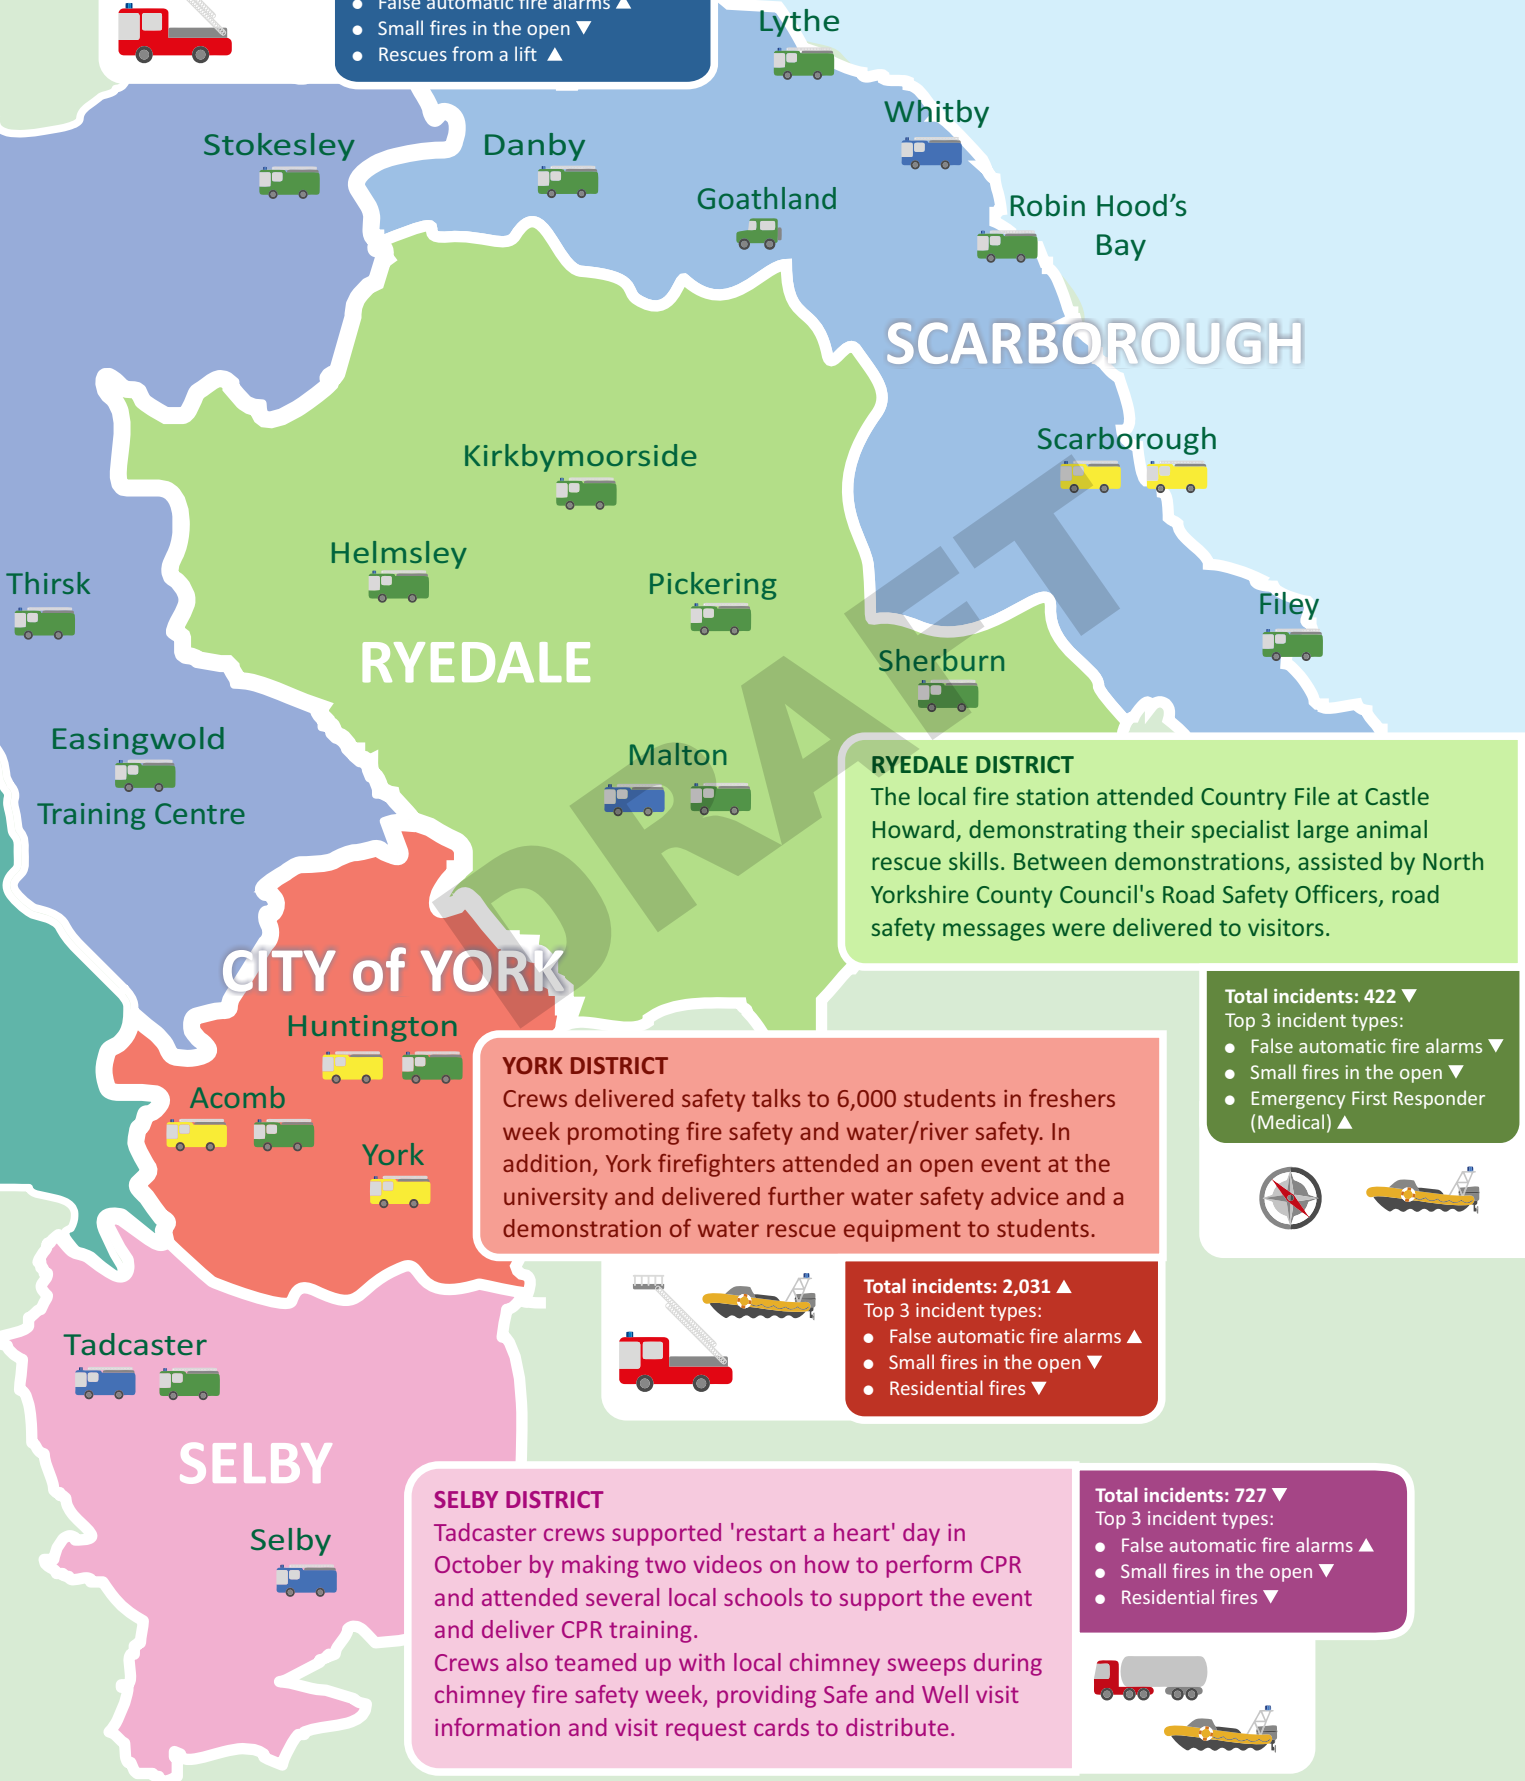 ● False automatic fire alarms ▲
● Small fires in the open ▼
● Rescues from a lift ▲
Lythe
Whitby
Stokesley
Danby
Goathland
Robin Hood’s
Bay
SCARBOROUGH
Scarborough
Kirkbymoorside
Helmsley
Thirsk
Pickering
Filey
RYEDALE
Sherburn
Easingwold
Training Centre
Malton
DRAFT
RYEDALE DISTRICT
The local fire station attended Country File at Castle
Howard, demonstrating their specialist large animal
rescue skills. Between demonstrations, assisted by North
Yorkshire County Council's Road Safety Officers, road
safety messages were delivered to visitors.
Total incidents: 422 ▼
Top 3 incident types:
● False automatic fire alarms ▼
● Small fires in the open ▼
● Emergency First Responder
(Medical) ▲
CITY of YORK
Huntington
Acomb
York
YORK DISTRICT
Crews delivered safety talks to 6,000 students in freshers
week promoting fire safety and water/river safety. In
addition, York firefighters attended an open event at the
university and delivered further water safety advice and a
demonstration of water rescue equipment to students.
Total incidents: 2,031 ▲
Top 3 incident types:
● False automatic fire alarms ▲
● Small fires in the open ▼
● Residential fires ▼
Tadcaster
SELBY
Selby
SELBY DISTRICT
Tadcaster crews supported 'restart a heart' day in
October by making two videos on how to perform CPR
and attended several local schools to support the event
and deliver CPR training.
Crews also teamed up with local chimney sweeps during
chimney fire safety week, providing Safe and Well visit
information and visit request cards to distribute.
Total incidents: 727 ▼
Top 3 incident types:
● False automatic fire alarms ▲
● Small fires in the open ▼
● Residential fires ▼